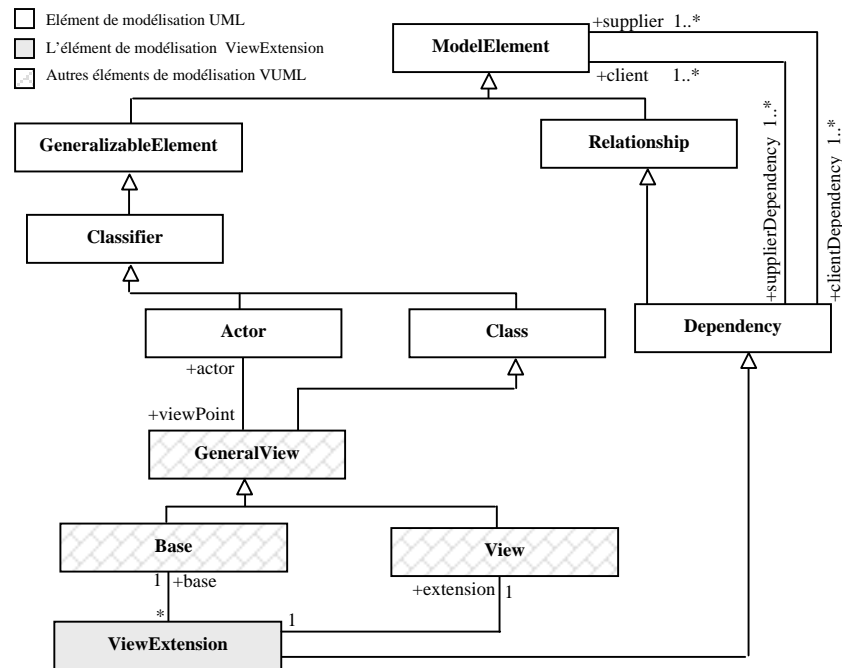 Elément de modélisation UML
L'élément de modélisation ViewExtension
Autres éléments de modélisation VUML
+supplier 1..*
ModelElement
+client 1..*
GeneralizableElement
Relationship
+supplierDependency 1..*
+clientDependency 1..*
Classifier
Actor
Class
Dependency
+actor
+viewPoint
GeneralView
Base
View
1 +base
+extension 1
*
1
ViewExtension